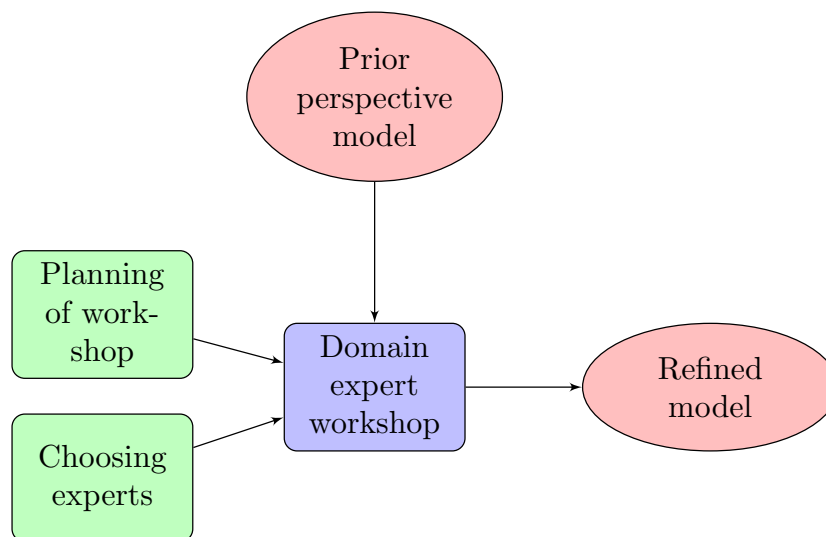 Prior
perspective
model
Planning
of work-
shop
Domain
expert
workshop
Refined
model
Choosing
experts